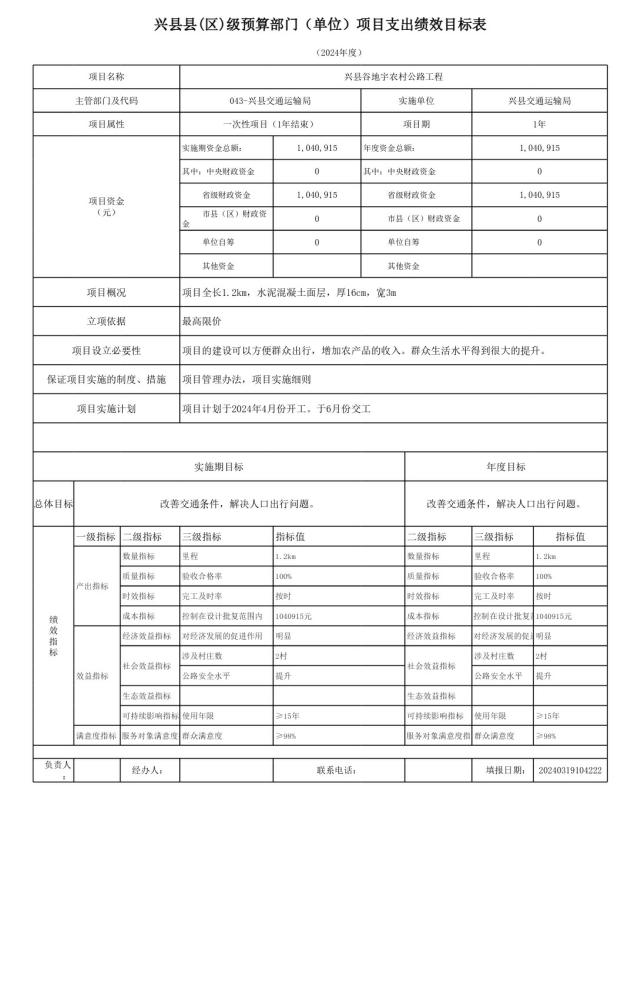 兴县县(区)级预算部门（单位）项目支出绩效目标表
（2024年度）
项目名称 兴县谷地宇农村公路工程
主管部门及代码 043-兴县交通运输局 实施单位 兴县交通运输局
项目属性 一次性项目（1年结束） 项目期 1年
项目资金
（元）
实施期资金总额： 1,040,915 年度资金总额： 1,040,915
其中：中央财政资金 0 其中：中央财政资金 0
省级财政资金 1,040,915 省级财政资金 1,040,915
市县（区）财政资金 0 市县（区）财政资金 0
单位自筹 0 单位自筹 0
其他资金 其他资金
项目概况 项目全长1.2km，水泥混凝土面层，厚16cm，宽3m
立项依据 最高限价
项目设立必要性 项目的建设可以方便群众出行，增加农产品的收入。群众生活水平得到很大的提升。
保证项目实施的制度、措施 项目管理办法，项目实施细则
项目实施计划 项目计划于2024年4月份开工。于6月份交工
实施期目标 年度目标
总体目标 改善交通条件，解决人口出行问题。 改善交通条件，解决人口出行问题。
绩效指标
一级指标 二级指标 三级指标 指标值 二级指标 三级指标 指标值
产出指标
数量指标 里程 1.2km 数量指标 里程 1.2km
质量指标 验收合格率 100% 质量指标 验收合格率 100%
时效指标 完工及时率 按时 时效指标 完工及时率 按时
成本指标 控制在设计批复范围内 1040915元 成本指标 控制在设计批复 1040915元
效益指标
经济效益指标 对经济发展的促进作用 明显 经济效益指标 对经济发展的促 明显
社会效益指标 涉及村庄数 2村 社会效益指标 涉及村庄数 2村
公路安全水平 提升 公路安全水平 提升
生态效益指标 生态效益指标
可持续影响指标 使用年限 ≥15年 可持续影响指标 使用年限 ≥15年
满意度指标 服务对象满意度 群众满意度 ≥98% 服务对象满意度指 群众满意度 ≥98%
负责人： 经办人： 联系电话： 填报日期： 20240319104222